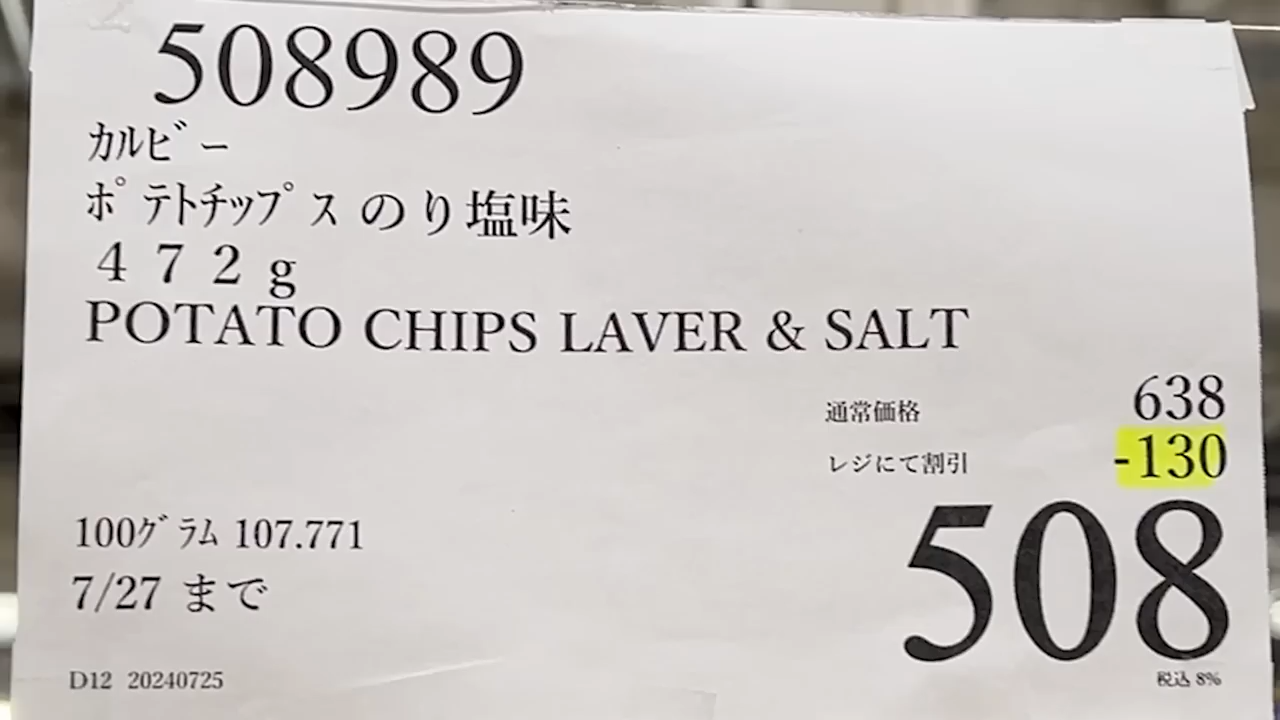 508989
カルビー
ポテトチップス のり塩味
472g
POTATO CHIPS LAVER & SALT
通常価格 638
レジにて割引 -130
508
100グラム 107.771
7/27 まで
税込 8%
D12 20240725